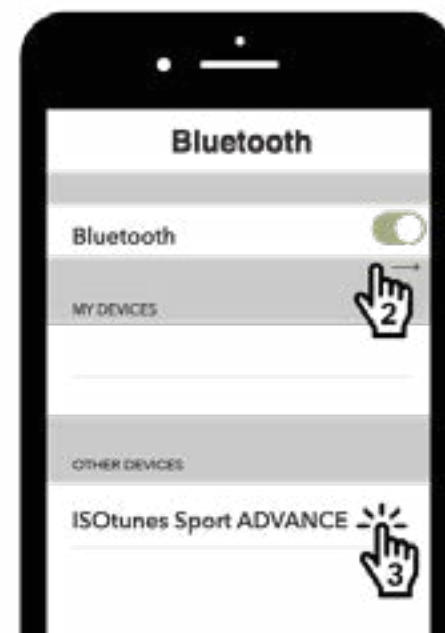 Bluetooth
Bluetooth
2
MY DEVICES
OTHER DEVICES
ISOtunes Sport ADVANCE
3